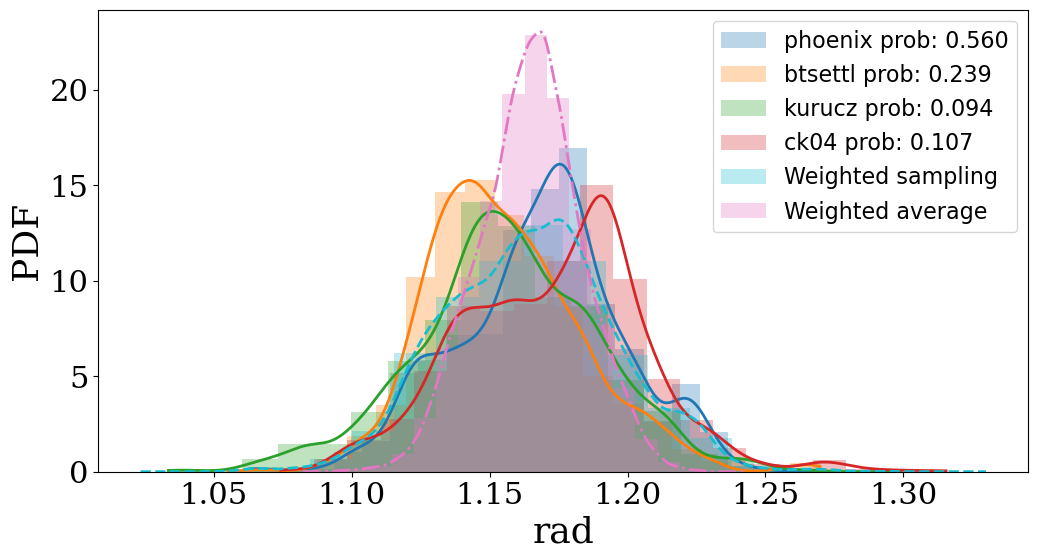 PDF
20
15
10
5
0
1.05 1.10 1.15 1.20 1.25 1.30
rad
phoenix prob: 0.560
btsettl prob: 0.239
kurucz prob: 0.094
ck04 prob: 0.107
Weighted sampling
Weighted average